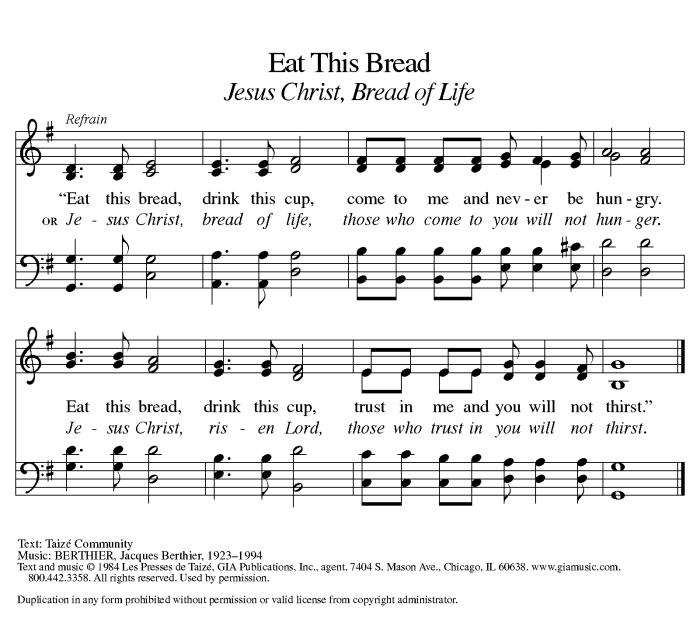 Eat This Bread
Jesus Christ, Bread of Life
Refrain
“Eat this bread, drink this cup, come to me and nev - er be hun - gry.
OR Je - sus Christ, bread of life, those who come to you will not hun - ger.
Eat this bread, drink this cup, trust in me and you will not thirst.”
Je - sus Christ, ris - en Lord, those who trust in you will not thirst.
Text: Taizé Community
Music: BERTHIER, Jacques Berthier, 1923–1994
Text and music © 1984 Les Presses de Taizé, GIA Publications, Inc., agent. 7404 S. Mason Ave., Chicago, IL 60638. www.giamusic.com.
800.442.3358. All rights reserved. Used by permission.
Duplication in any form prohibited without permission or valid license from copyright administrator.